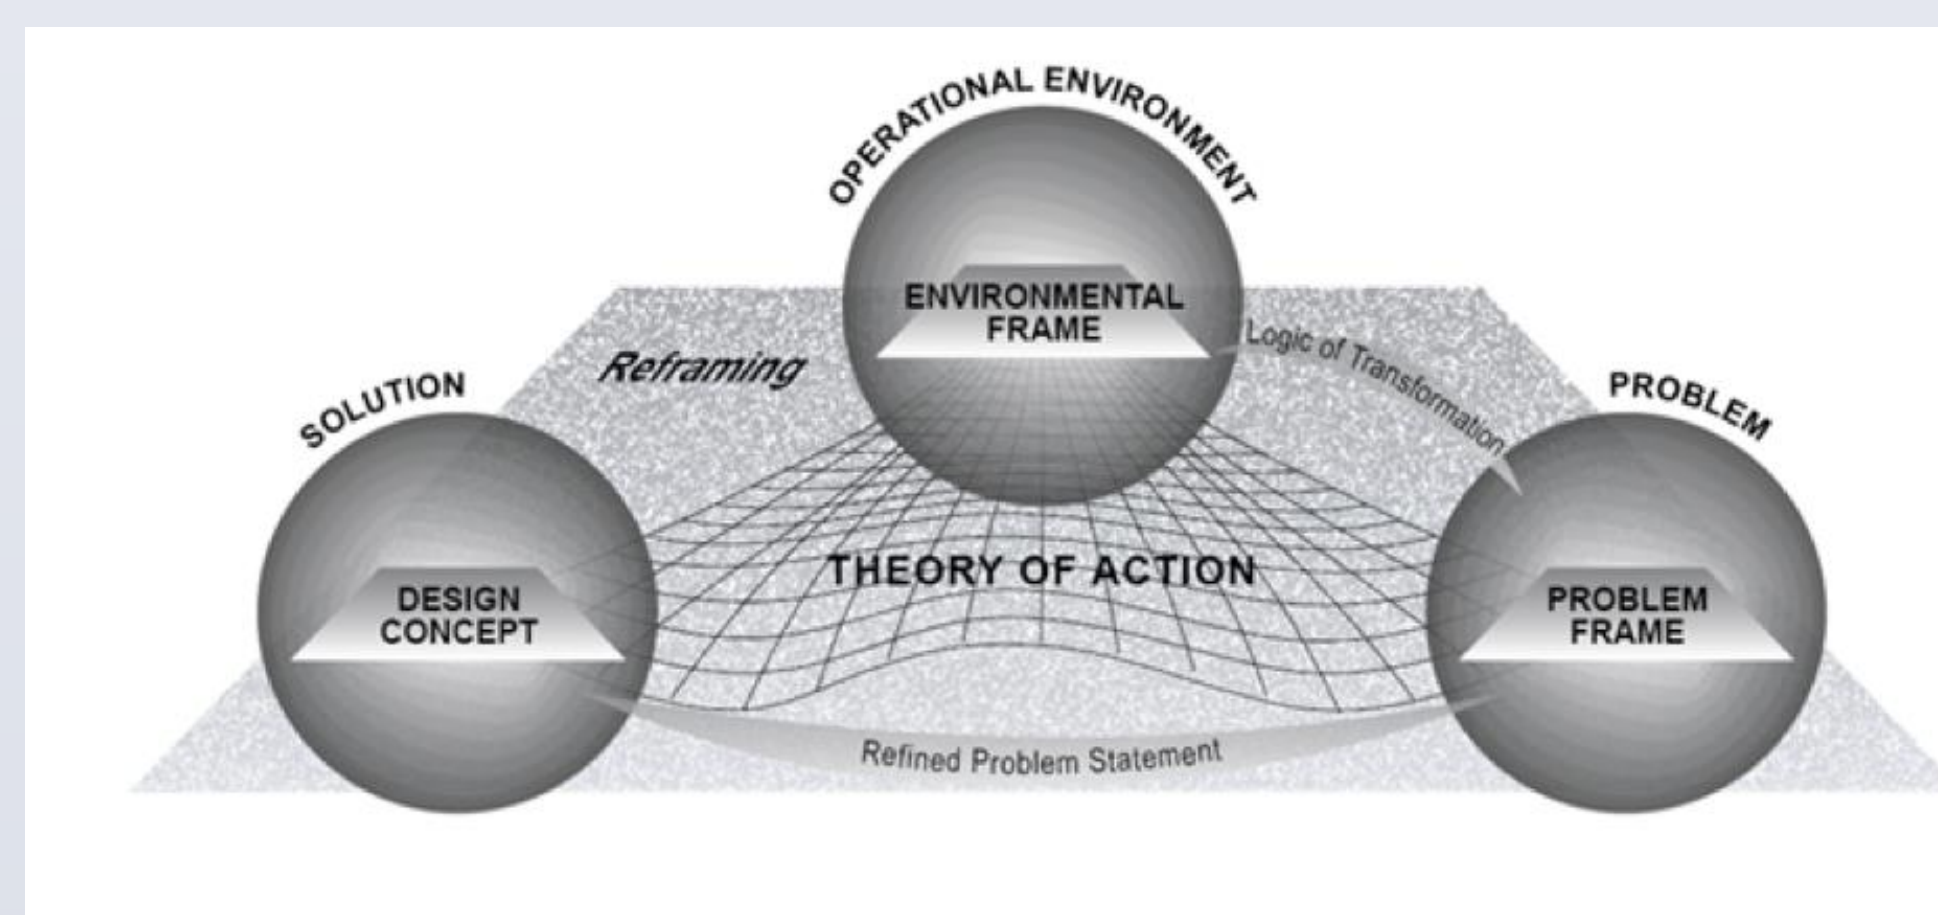 OPERATIONAL ENVIRONMENT
ENVIRONMENTAL
FRAME
Logic of Transformation
Reframing
SOLUTION
PROBLEM
THEORY OF ACTION
DESIGN
CONCEPT
PROBLEM
FRAME
Refined Problem Statement